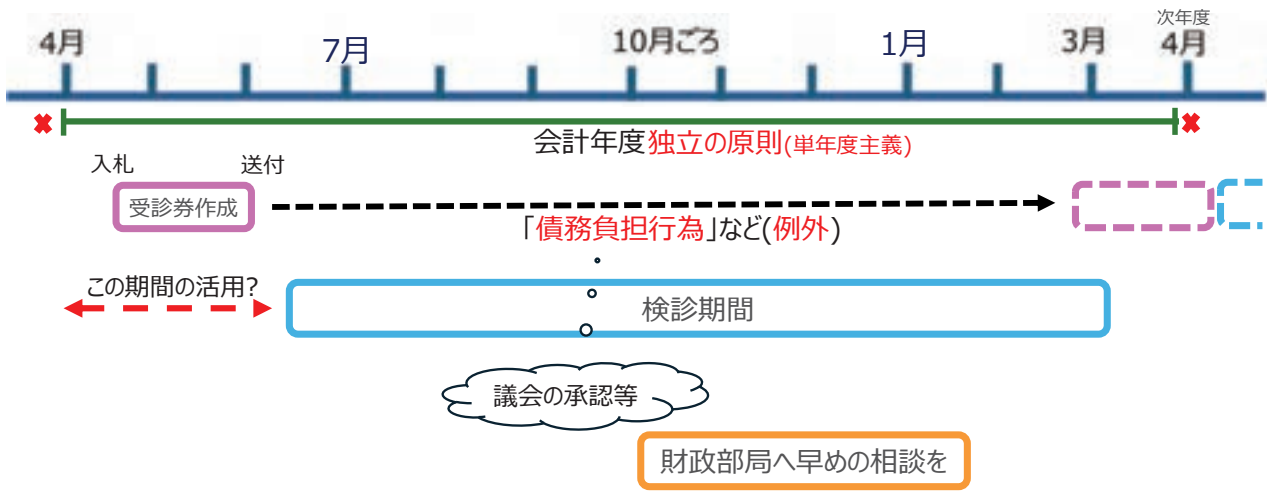 次年度
4月 7月 10月ごろ 1月 3月 4月
会計年度独立の原則(単年度主義)
入札 送付
受診券作成
「債務負担行為」など(例外)
この期間の活用?
検診期間
議会の承認等
財政部局へ早めの相談を